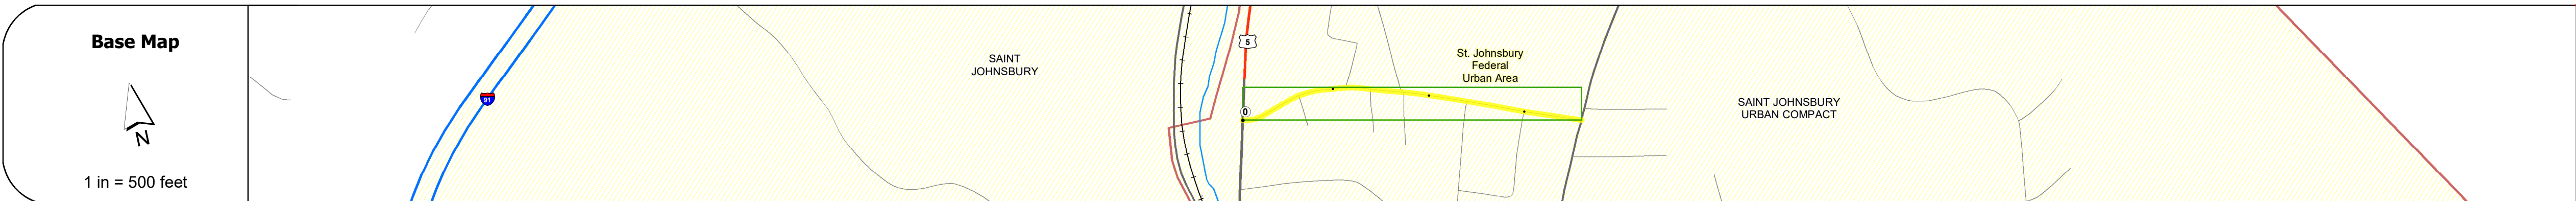 Base Map
N
1 in = 500 feet
91
SAINT
JOHNSBURY
5
0
St. Johnsbury
Federal
Urban Area
SAINT JOHNSBURY
URBAN COMPACT